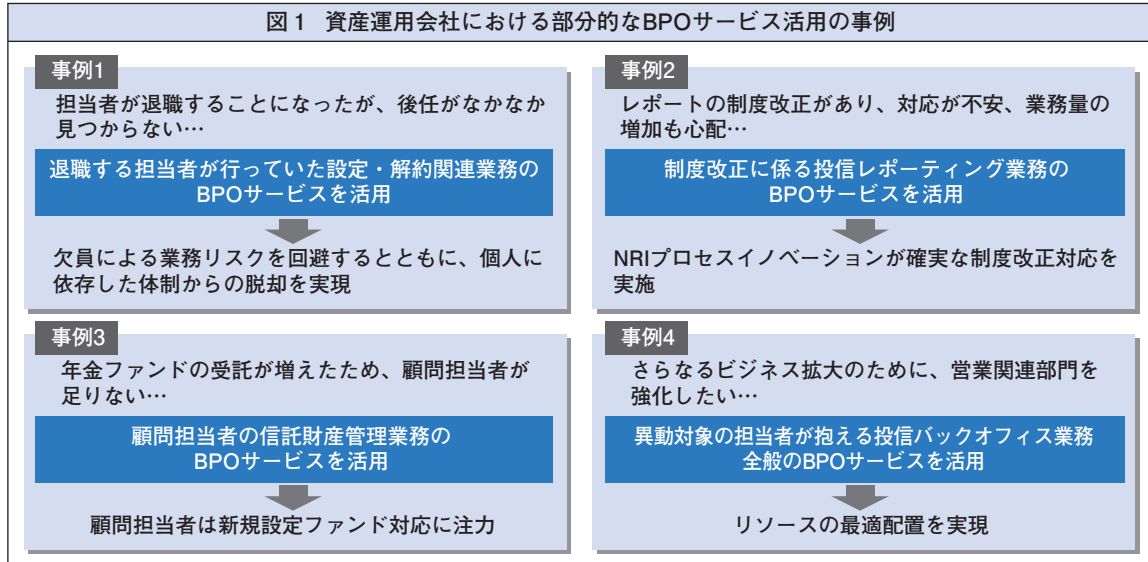 図1 資産運用会社における部分的なBPOサービス活用の事例
事例1
担当者が退職することになったが、後任がなかなか
見つからない…
退職する担当者が行っていた設定・解約関連業務の
BPOサービスを活用
欠員による業務リスクを回避するとともに、個人に
依存した体制からの脱却を実現
事例2
レポートの制度改正があり、対応が不安、業務量の
増加も心配…
制度改正に係る投信レポーティング業務の
BPOサービスを活用
NRIプロセスイノベーションが確実な制度改正対応を
実施
事例3
年金ファンドの受託が増えたため、顧問担当者が
足りない…
顧問担当者の信託財産管理業務の
BPOサービスを活用
顧問担当者は新規設定ファンド対応に注力
事例4
さらなるビジネス拡大のために、営業関連部門を
強化したい…
異動対象の担当者が抱える投信バックオフィス業務
全般のBPOサービスを活用
リソースの最適配置を実現